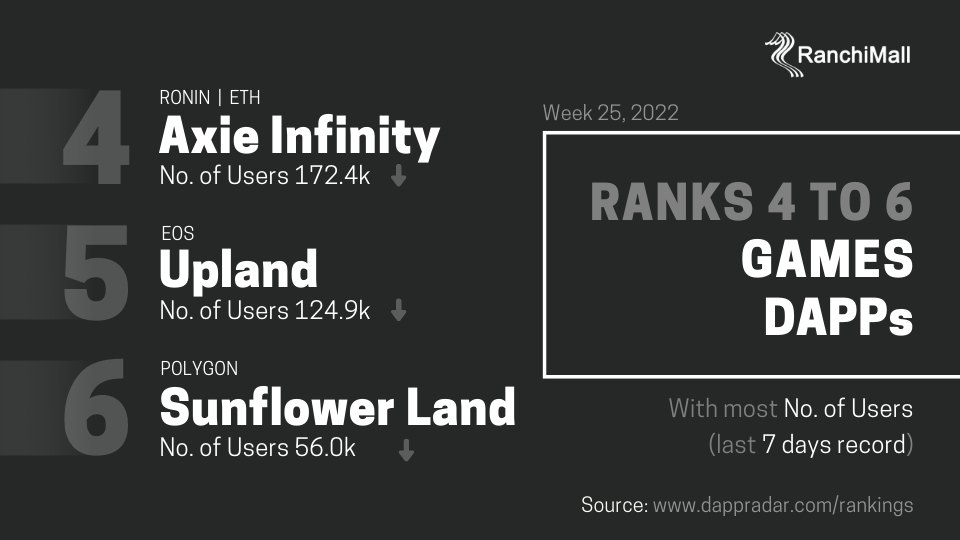 RanchiMall
4
RONIN | ETH
Axie Infinity
No. of Users 172.4k
5
EOS
Upland
No. of Users 124.9k
6
POLYGON
Sunflower Land
No. of Users 56.0k
Week 25, 2022
RANKS 4 TO 6
GAMES
DAPPs
With most No. of Users
(last 7 days record)
Source: www.dappradar.com/rankings